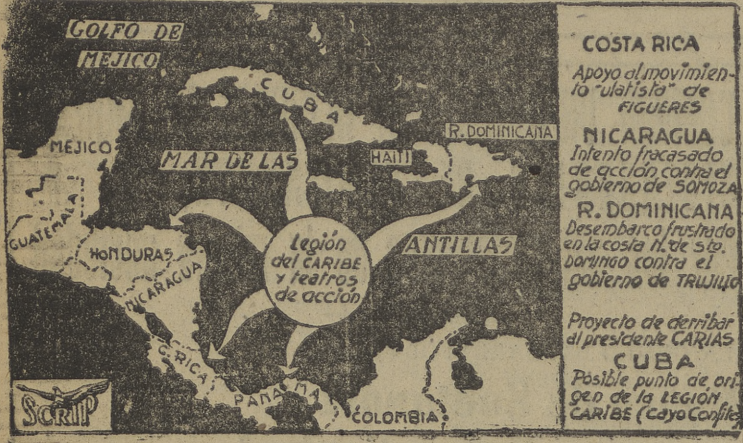 GOLFO DE
MEJICO
CUBA
MEJICO
MAR DE LAS
HAITI
R. DOMINICANA
GUATEMALA
HONDURAS
NICARAGUA
ANTILLAS
Legión
del CARIBE
y teatros
de acción
C. RICA
PANAMA
COLOMBIA
SCRIP
COSTA RICA
Apoyo al movimien-
to "ulatista" de
FIGUERES
NICARAGUA
Intento fracasado
de acción contra el
gobierno de SOMOZA
R. DOMINICANA
Desembarco frustrado
en la costa N. de sto.
DOMINGO contra el
gobierno de TRUJILLO
Proyecto de derribar
al presidente CARIAS
CUBA
Posible punto de ori-
gen de la LEGIÓN
CARIBE (Cayo Confites)